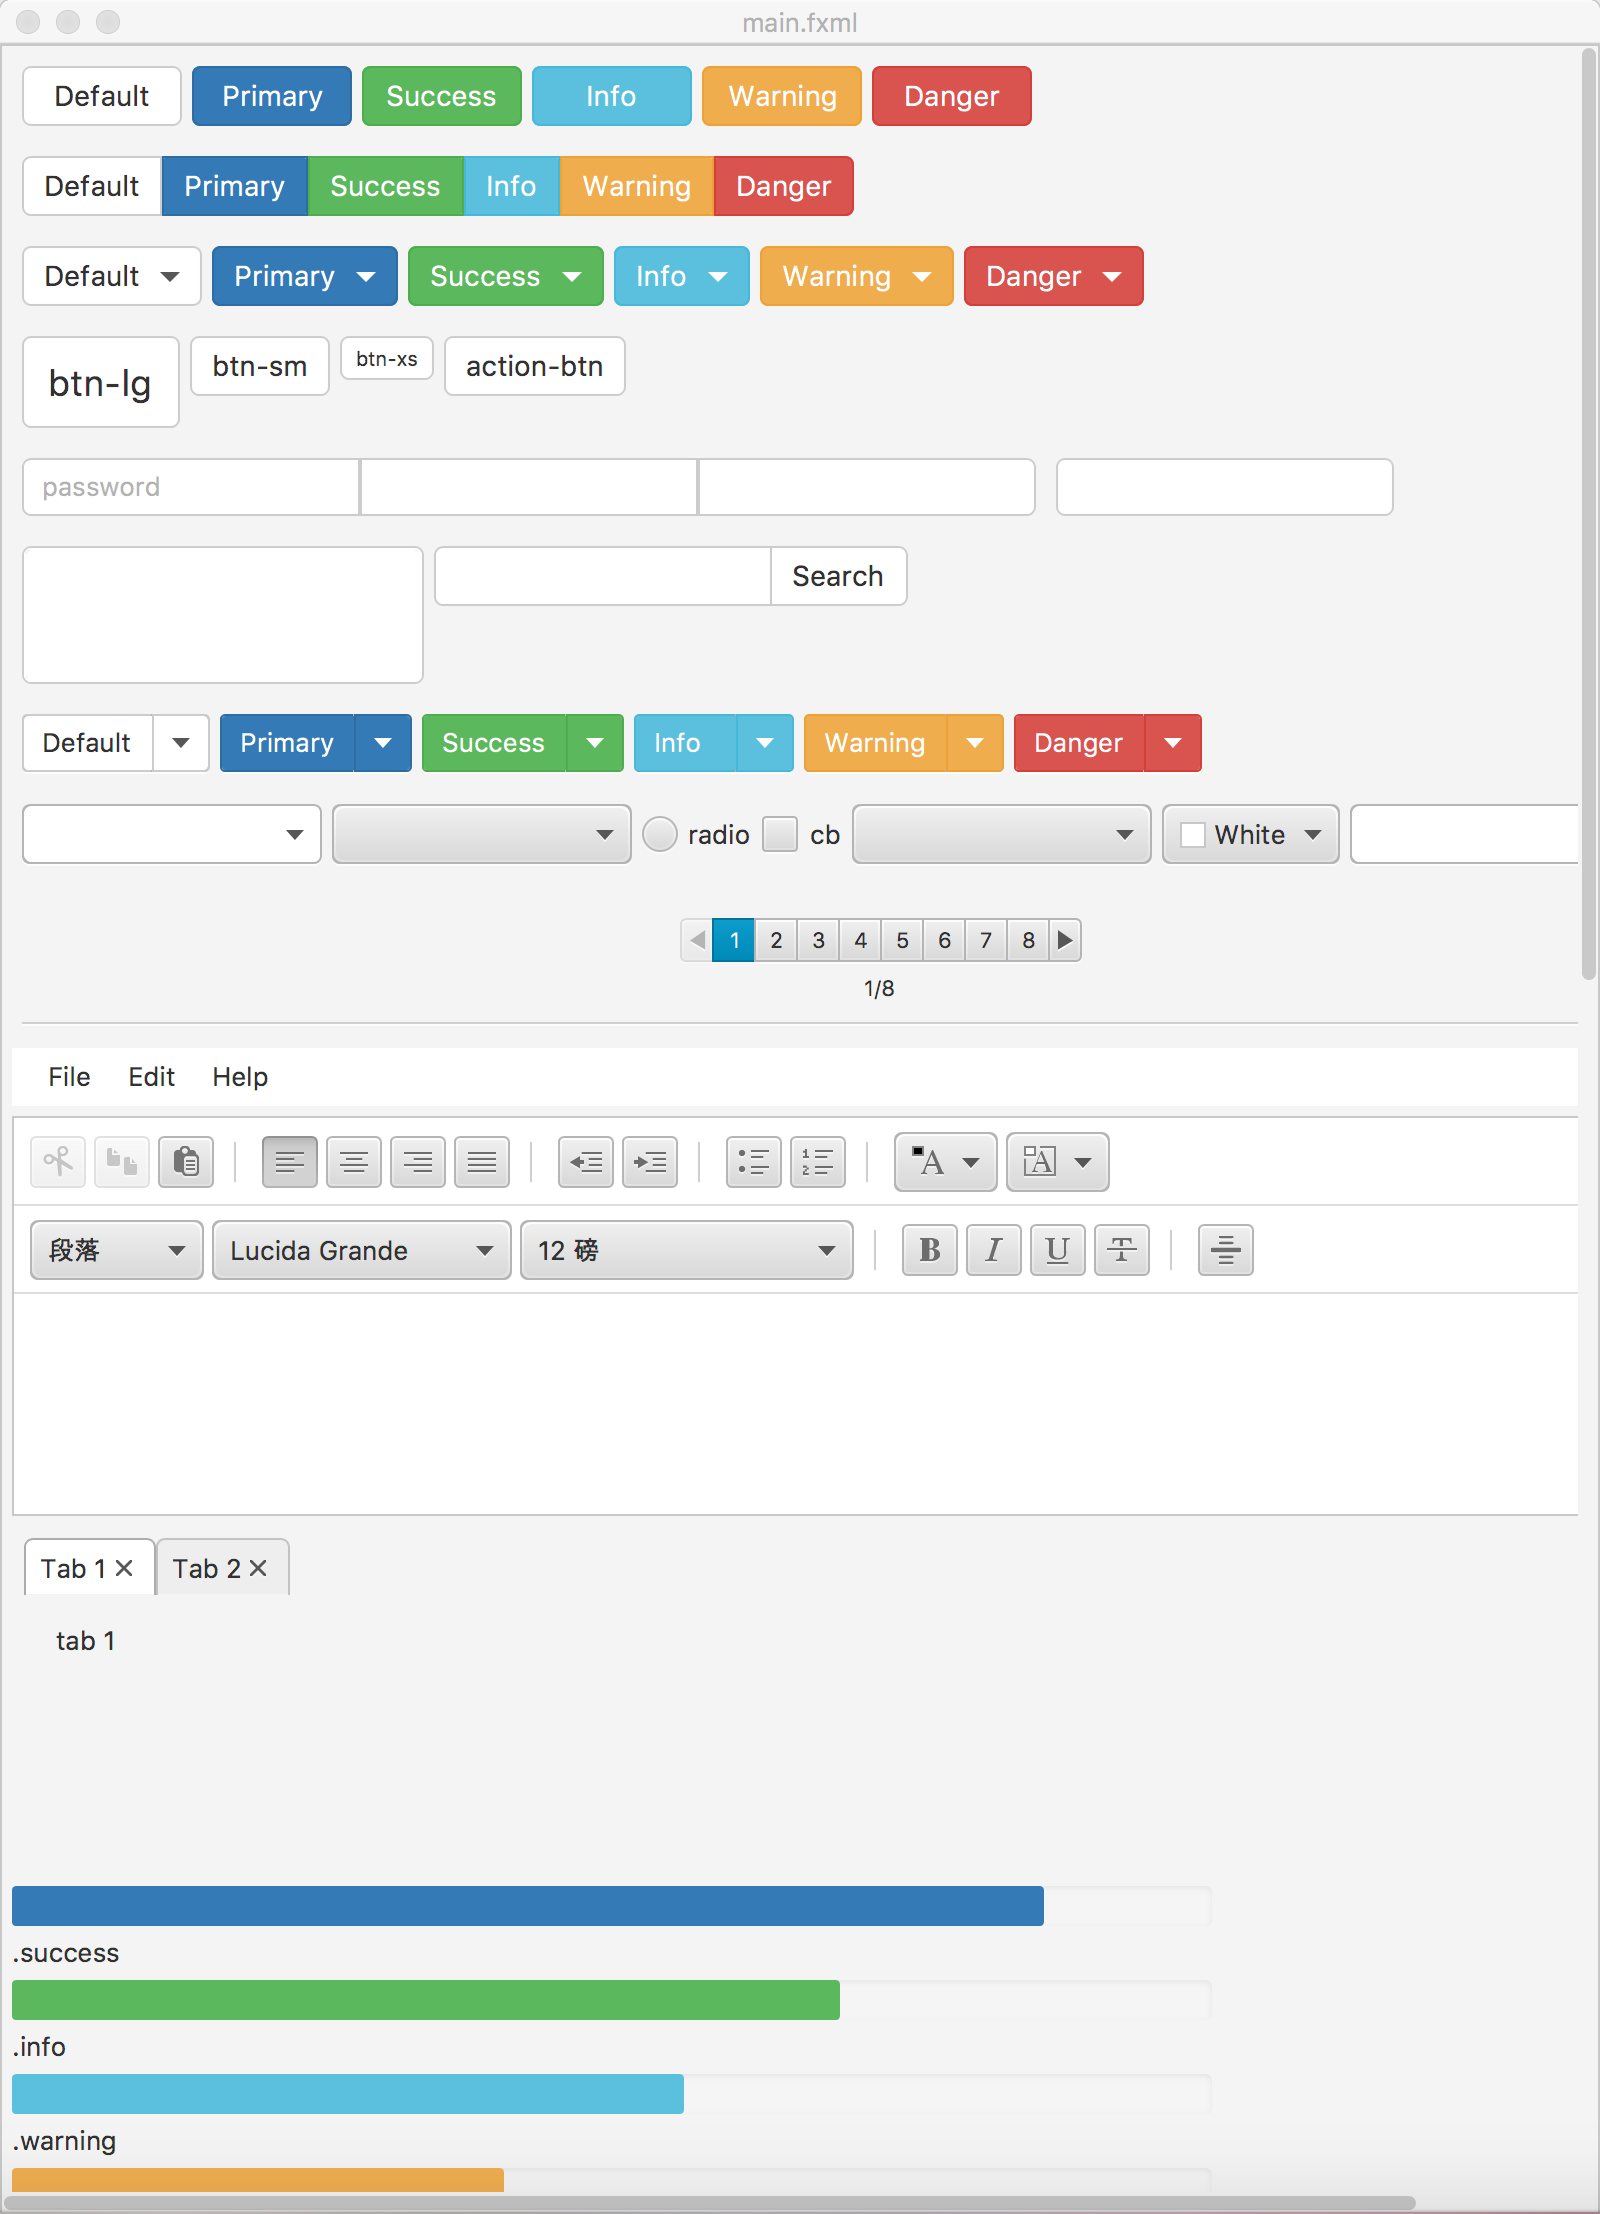 main.fxml
Default Primary Success Info Warning Danger
Default Primary Success Info Warning Danger
Default Primary Success Info Warning Danger
btn-lg btn-sm btn-xs action-btn
password
Search
Default Primary Success Info Warning Danger
radio cb White
1 2 3 4 5 6 7 8
1/8
File Edit Help
A A
段落 Lucida Grande 12 磅 B I U T
Tab 1 Tab 2
tab 1
.success
.info
.warning